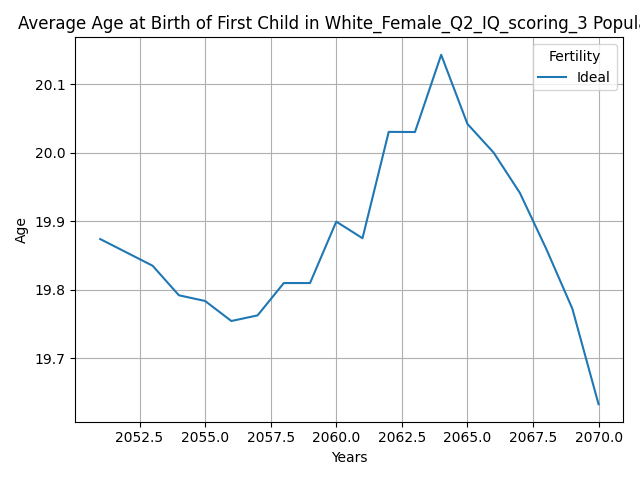 Average Age at Birth of First Child in White_Female_Q2_IQ_scoring_3 Popula
Fertility
Ideal
20.1
20.0
19.9
19.8
19.7
Age
2052.5 2055.0 2057.5 2060.0 2062.5 2065.0 2067.5 2070.0
Years